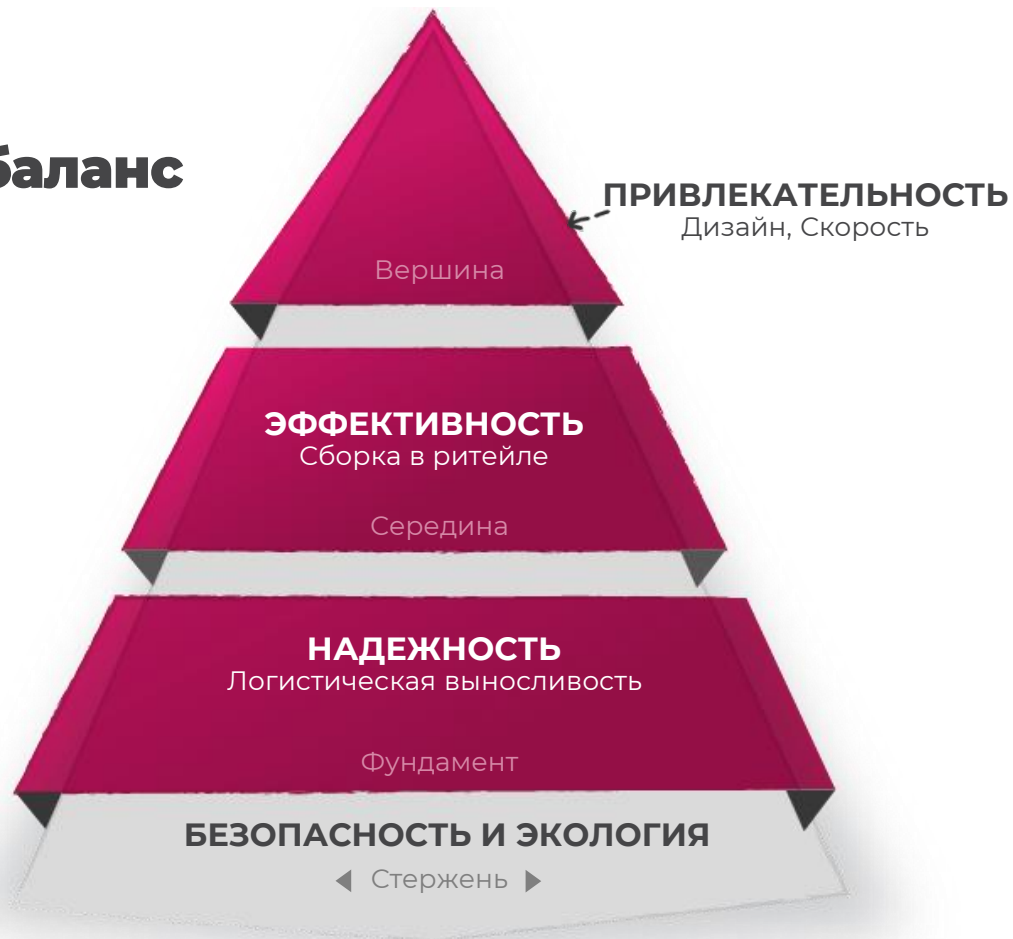 баланс
ПРИВЛЕКАТЕЛЬНОСТЬ
Дизайн, Скорость
Вершина
ЭФФЕКТИВНОСТЬ
Сборка в ритейле
Середина
НАДЕЖНОСТЬ
Логистическая выносливость
Фундамент
БЕЗОПАСНОСТЬ И ЭКОЛОГИЯ
Стержень